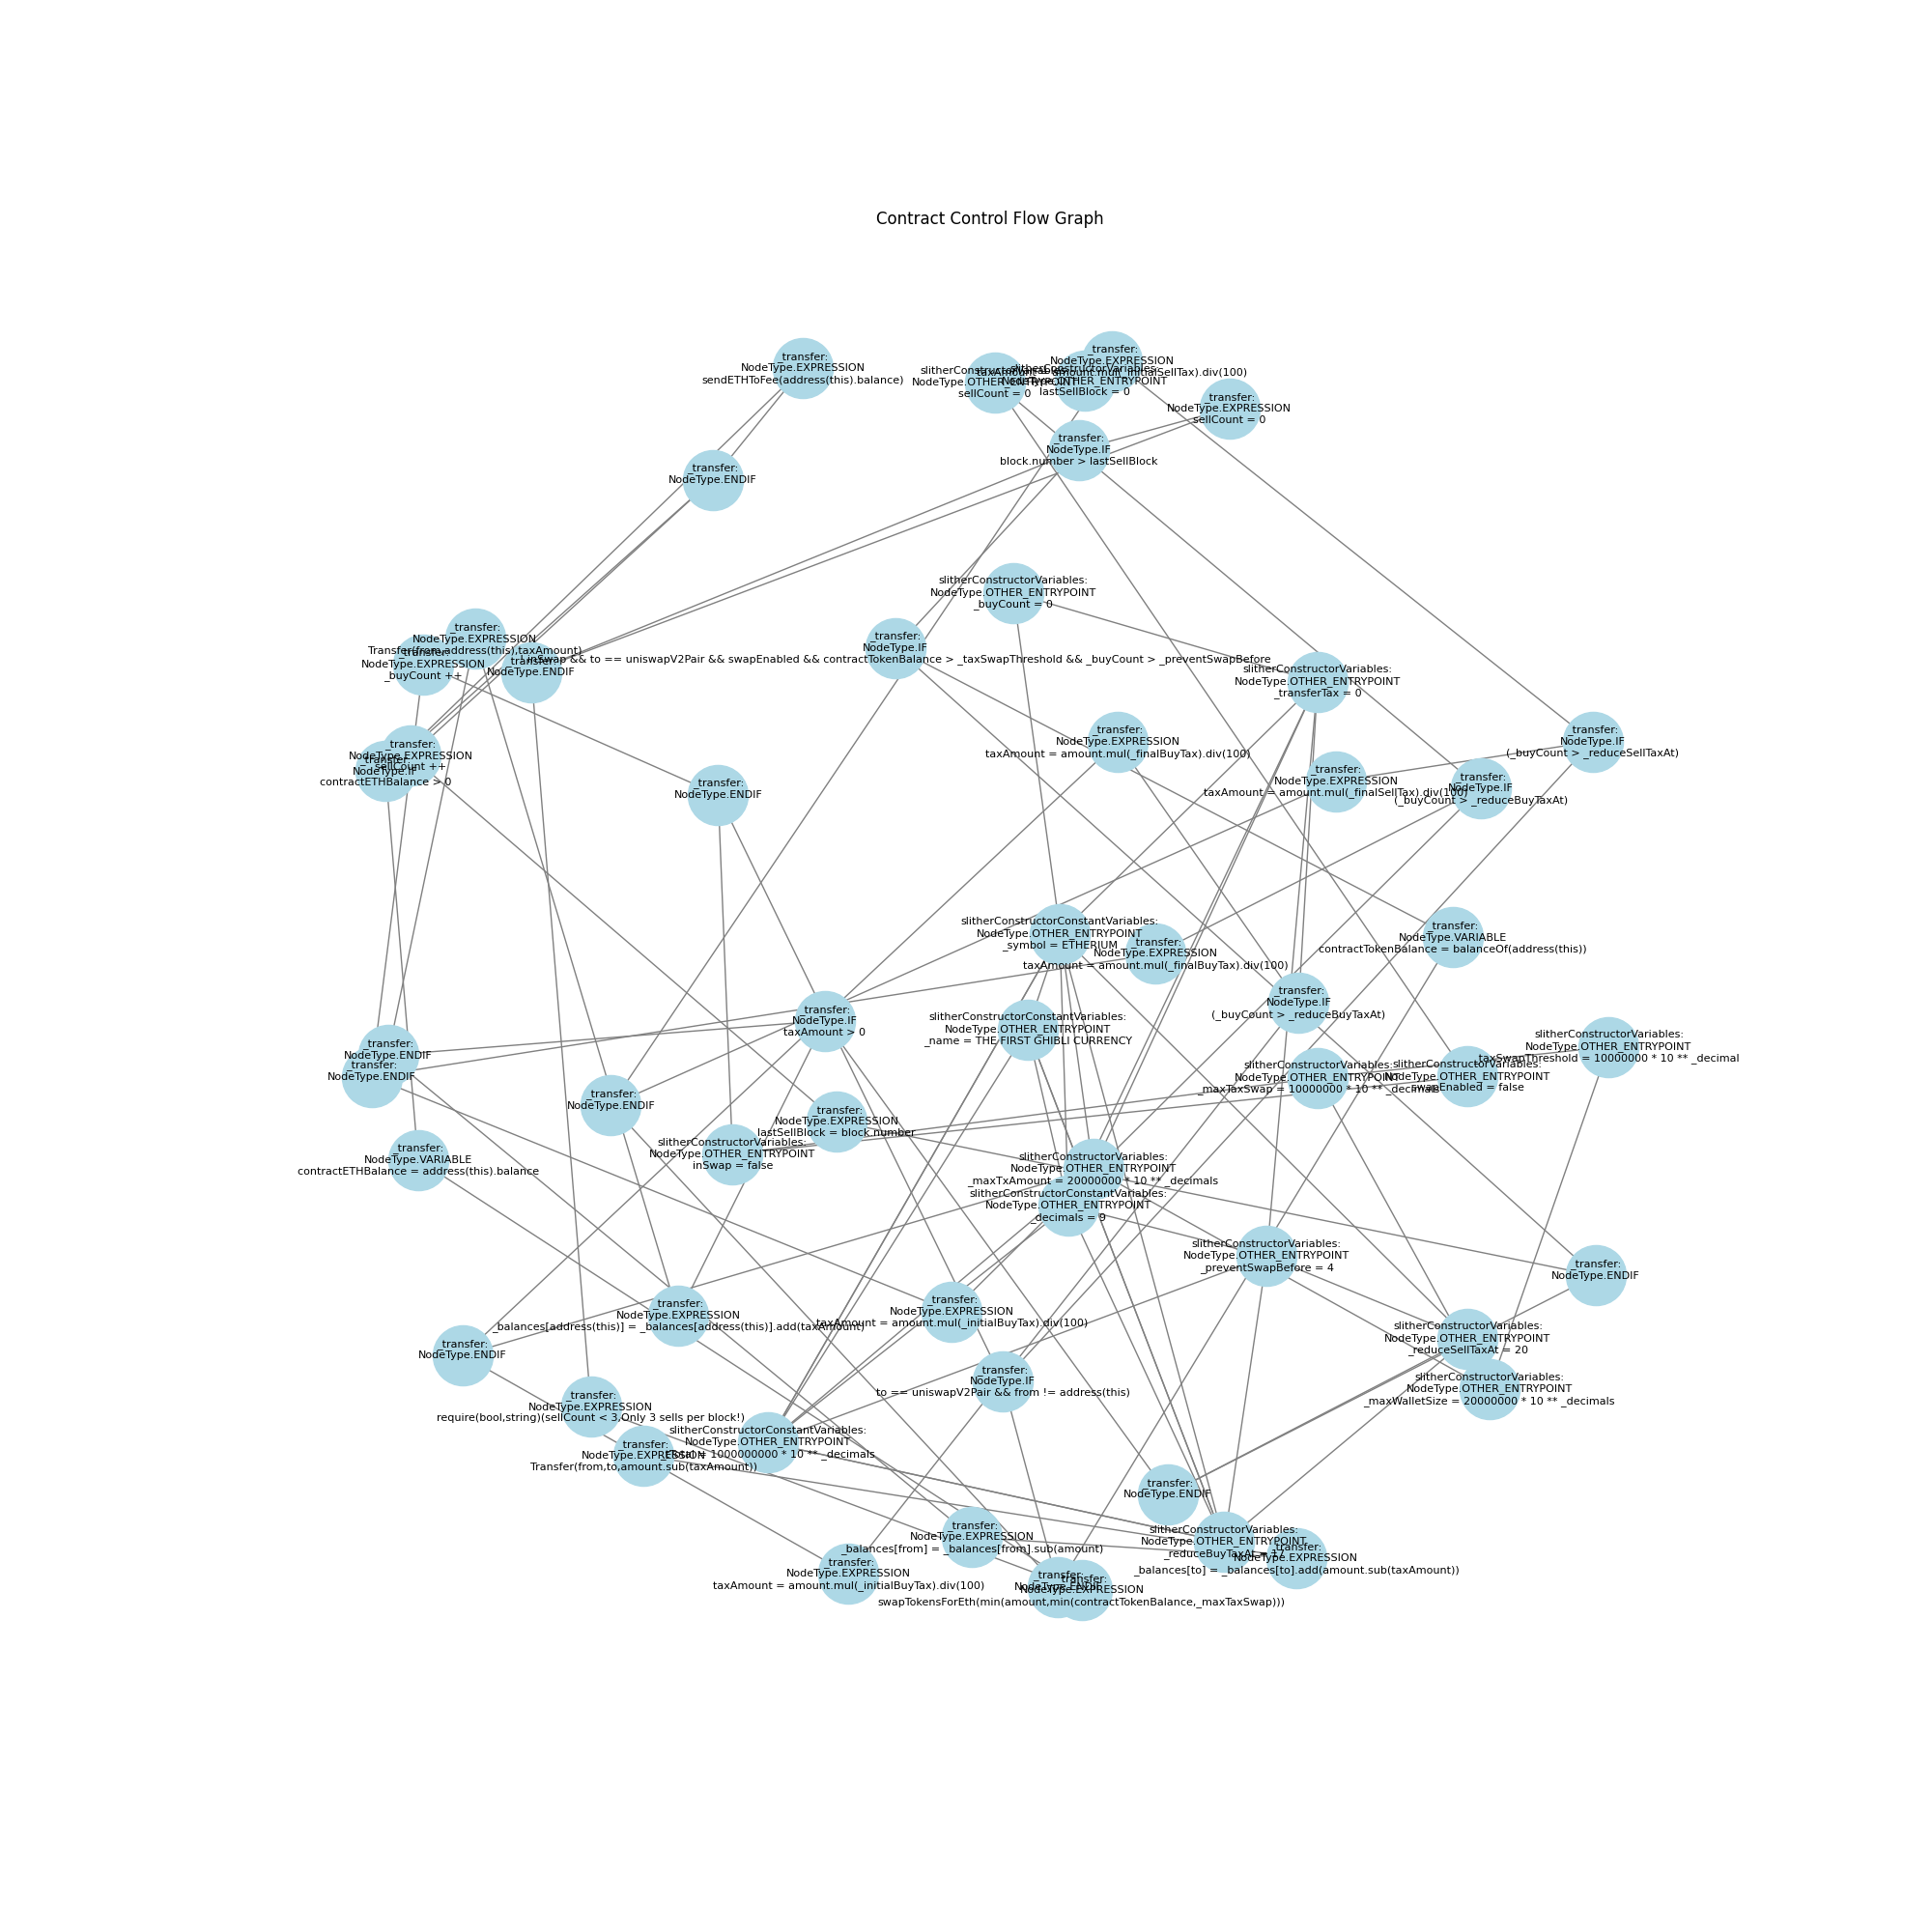 Contract Control Flow Graph
_transfer:
NodeType.EXPRESSION
sendETHToFee(address(this).balance)
slitherConstructorVariables:
NodeType.OTHER_ENTRYPOINT
sellCount = 0
_transfer:
NodeType.EXPRESSION
taxAmount = amount.mul(_initialSellTax).div(100)
slitherConstructorVariables:
NodeType.OTHER_ENTRYPOINT
lastSellBlock = 0
_transfer:
NodeType.EXPRESSION
sellCount = 0
_transfer:
NodeType.IF
block.number > lastSellBlock
_transfer:
NodeType.ENDIF
slitherConstructorVariables:
NodeType.OTHER_ENTRYPOINT
_buyCount = 0
_transfer:
NodeType.EXPRESSION
Transfer(from,address(this),taxAmount)
_transfer:
NodeType.EXPRESSION
_buyCount ++
_transfer:
NodeType.ENDIF
_transfer:
NodeType.IF
inSwap && to == uniswapV2Pair && swapEnabled && contractTokenBalance > _taxSwapThreshold && _buyCount > _preventSwapBefore
slitherConstructorVariables:
NodeType.OTHER_ENTRYPOINT
_transferTax = 0
_transfer:
NodeType.EXPRESSION
taxAmount = amount.mul(_finalBuyTax).div(100)
_transfer:
NodeType.IF
(_buyCount > _reduceSellTaxAt)
_transfer:
NodeType.EXPRESSION
sellCount ++
_transfer:
NodeType.IF
contractETHBalance > 0
_transfer:
NodeType.EXPRESSION
taxAmount = amount.mul(_finalSellTax).div(100)
_transfer:
NodeType.IF
(_buyCount > _reduceBuyTaxAt)
_transfer:
NodeType.ENDIF
slitherConstructorConstantVariables:
NodeType.OTHER_ENTRYPOINT
_symbol = ETHERIUM
_transfer:
NodeType.EXPRESSION
taxAmount = amount.mul(_finalBuyTax).div(100)
_transfer:
NodeType.VARIABLE
contractTokenBalance = balanceOf(address(this))
_transfer:
NodeType.IF
(_buyCount > _reduceBuyTaxAt)
_transfer:
NodeType.IF
taxAmount > 0
slitherConstructorConstantVariables:
NodeType.OTHER_ENTRYPOINT
_name = THE FIRST GHIBLI CURRENCY
slitherConstructorVariables:
NodeType.OTHER_ENTRYPOINT
taxSwapThreshold = 10000000 * 10 ** _decimal
_transfer:
NodeType.ENDIF
_transfer:
NodeType.ENDIF
slitherConstructorVariables:
NodeType.OTHER_ENTRYPOINT
_maxTaxSwap = 10000000 * 10 ** _decimals
slitherConstructorVariables:
NodeType.OTHER_ENTRYPOINT
swapEnabled = false
_transfer:
NodeType.ENDIF
_transfer:
NodeType.EXPRESSION
lastSellBlock = block.number
slitherConstructorVariables:
NodeType.OTHER_ENTRYPOINT
inSwap = false
_transfer:
NodeType.VARIABLE
contractETHBalance = address(this).balance
slitherConstructorVariables:
NodeType.OTHER_ENTRYPOINT
_maxTxAmount = 20000000 * 10 ** _decimals
slitherConstructorConstantVariables:
NodeType.OTHER_ENTRYPOINT
_decimals = 9
slitherConstructorVariables:
NodeType.OTHER_ENTRYPOINT
_preventSwapBefore = 4
_transfer:
NodeType.ENDIF
_transfer:
NodeType.EXPRESSION
_balances[address(this)] = _balances[address(this)].add(taxAmount)
_transfer:
NodeType.EXPRESSION
taxAmount = amount.mul(_initialBuyTax).div(100)
slitherConstructorVariables:
NodeType.OTHER_ENTRYPOINT
_reduceSellTaxAt = 20
_transfer:
NodeType.ENDIF
_transfer:
NodeType.IF
to == uniswapV2Pair && from != address(this)
slitherConstructorVariables:
NodeType.OTHER_ENTRYPOINT
_maxWalletSize = 20000000 * 10 ** _decimals
_transfer:
NodeType.EXPRESSION
require(bool,string)(sellCount < 3,Only 3 sells per block!)
slitherConstructorConstantVariables:
NodeType.OTHER_ENTRYPOINT
= 1000000000 * 10 ** _decimals
_transfer:
NodeType.EXPRESSION
Transfer(from,to,amount.sub(taxAmount))
_transfer:
NodeType.ENDIF
_transfer:
NodeType.EXPRESSION
_balances[from] = _balances[from].sub(amount)
slitherConstructorVariables:
NodeType.OTHER_ENTRYPOINT
_reduceBuyTaxAt
_transfer:
NodeType.EXPRESSION
_balances[to] = _balances[to].add(amount.sub(taxAmount))
_transfer:
NodeType.EXPRESSION
taxAmount = amount.mul(_initialBuyTax).div(100)
_transfer:
NodeType.ENDIF
_transfer:
NodeType.EXPRESSION
swapTokensForEth(min(amount,min(contractTokenBalance,_maxTaxSwap)))